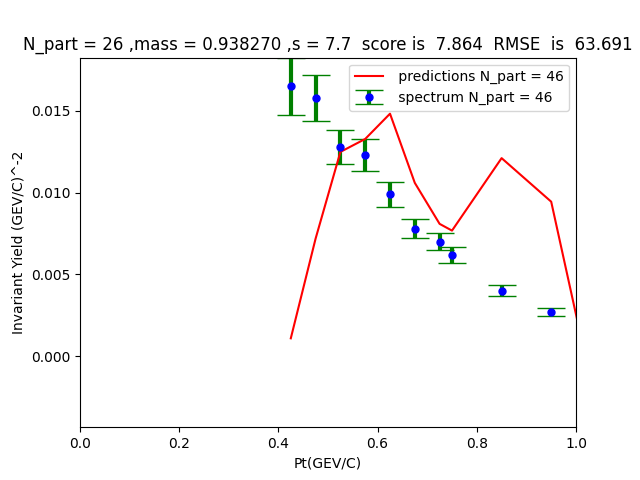 N_part = 26 ,mass = 0.938270 ,s = 7.7  score is  7.864  RMSE  is  63.691
predictions N_part = 46
spectrum N_part = 46
0.015
0.010
0.005
0.000
Invariant Yield (GEV/C)^-2
0.0 0.2 0.4 0.6 0.8 1.0
Pt(GEV/C)